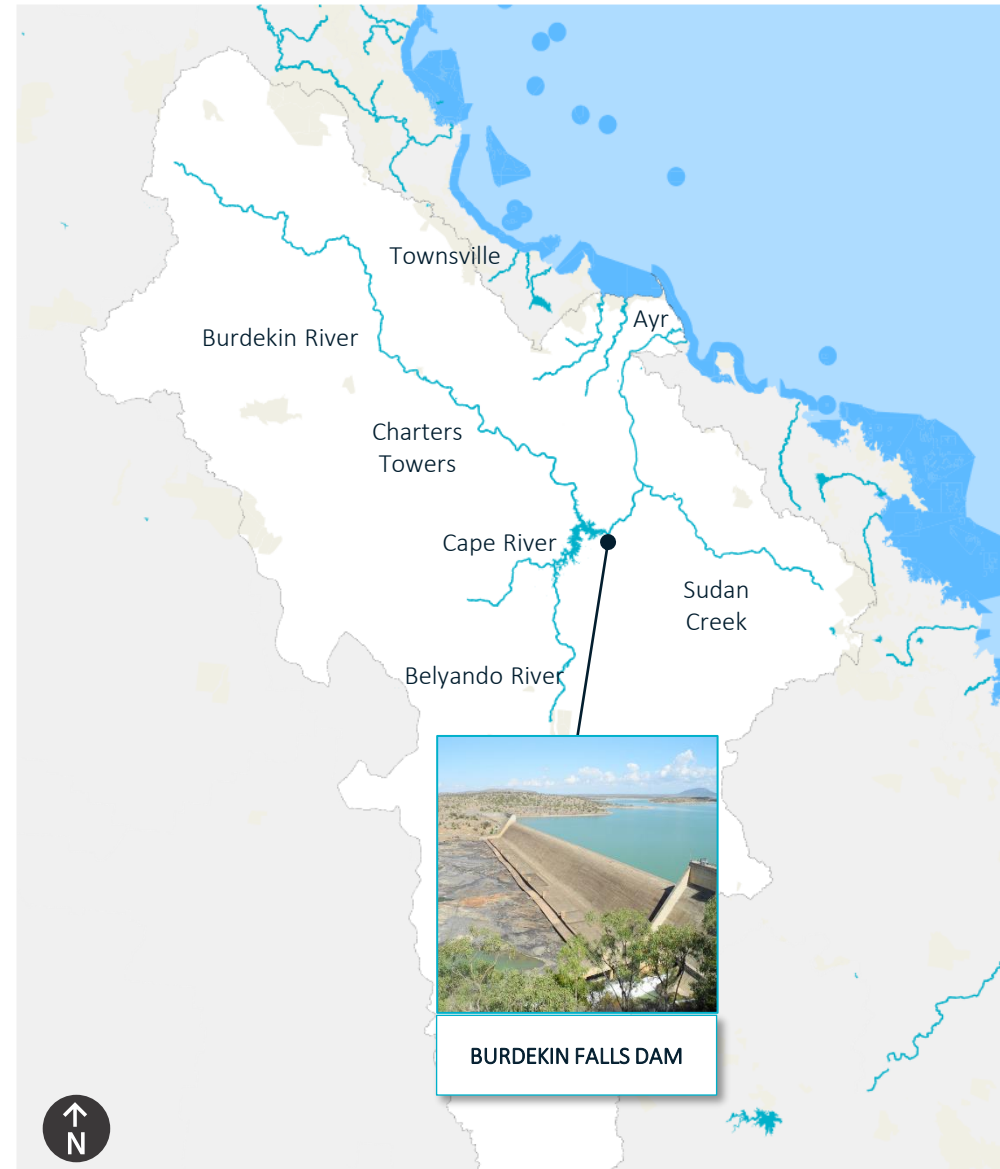 Townsville
Ayr
Burdekin River
Charters
Towers
Cape River
Sudan
Creek
Belyando River
BURDEKIN FALLS DAM
N